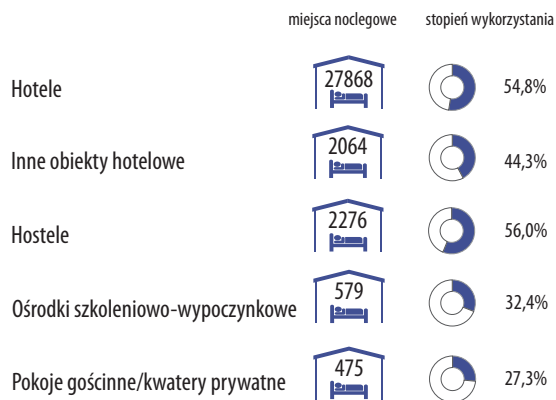 miejsca noclegowe stopień wykorzystania
Hotele 27868 54,8%
Inne obiekty hotelowe 2064 44,3%
Hostele 2276 56,0%
Ośrodki szkoleniowo-wypoczynkowe 579 32,4%
Pokoje gościnne/kwatery prywatne 475 27,3%